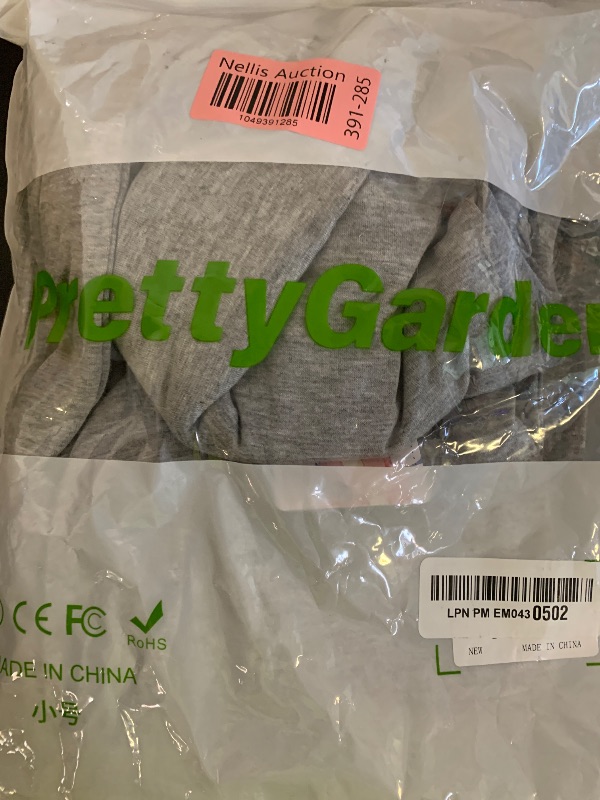 Nellis Auction
1049391285
391-285
PrettyGarden
LPN PM EM043 0502
NEW MADE IN CHINA
CE FC
RoHS
MADE IN CHINA
小号